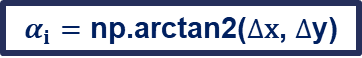 αᵢ = np.arctan2(Δx, Δy)